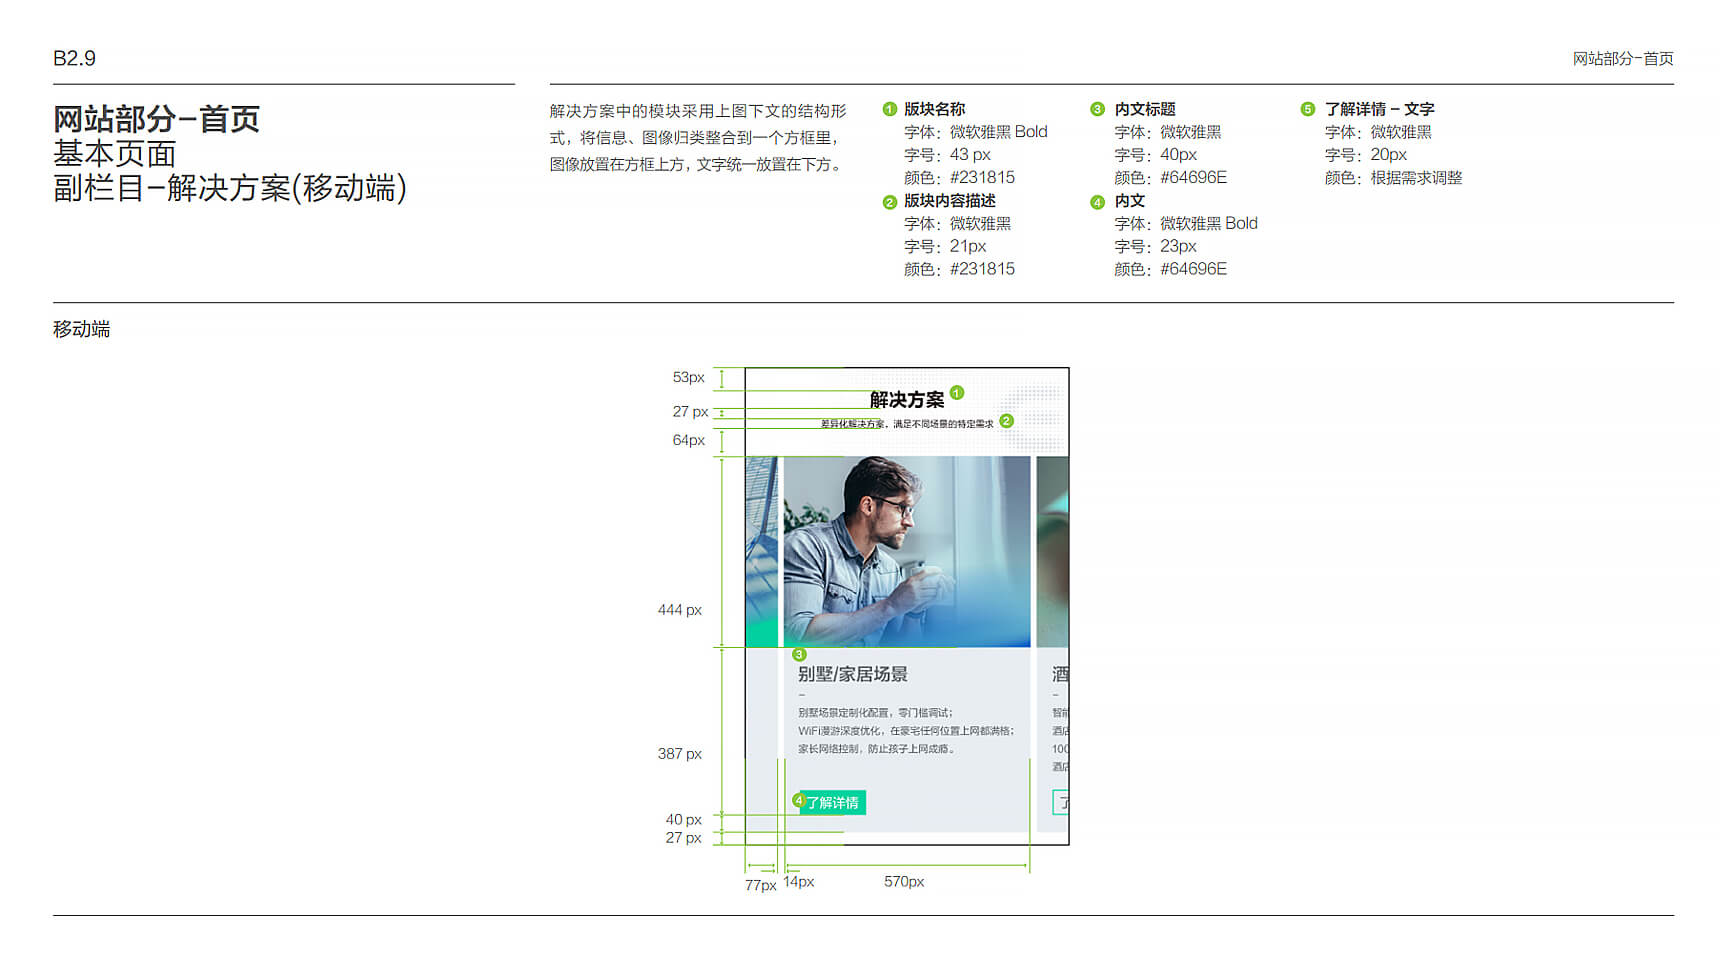 B2.9
网站部分-首页
网站部分-首页
基本页面
副栏目-解决方案(移动端)
解决方案中的模块采用上图下文的结构形
式，将信息、图像归类整合到一个方框里，
图像放置在方框上方，文字统一放置在下方。
1 版块名称
字体：微软雅黑 Bold
字号：43 px
颜色：#231815
2 版块内容描述
字体：微软雅黑
字号：21px
颜色：#231815
3 内文标题
字体：微软雅黑
字号：40px
颜色：#64696E
4 内文
字体：微软雅黑 Bold
字号：23px
颜色：#64696E
5 了解详情 - 文字
字体：微软雅黑
字号：20px
颜色：根据需求调整
移动端
53px
27 px
64px
444 px
387 px
40 px
27 px
解决方案 1
差异化解决方案，满足不同场景的特定需求 2
3
别墅/家居场景
–
别墅场景定制化配置，零门槛调试；
WiFi漫游深度优化，在豪宅任何位置上网都满格；
家长网络控制，防止孩子上网成瘾。
4 了解详情
酒
–
智能
酒店
100
酒店
了
77px
14px
570px